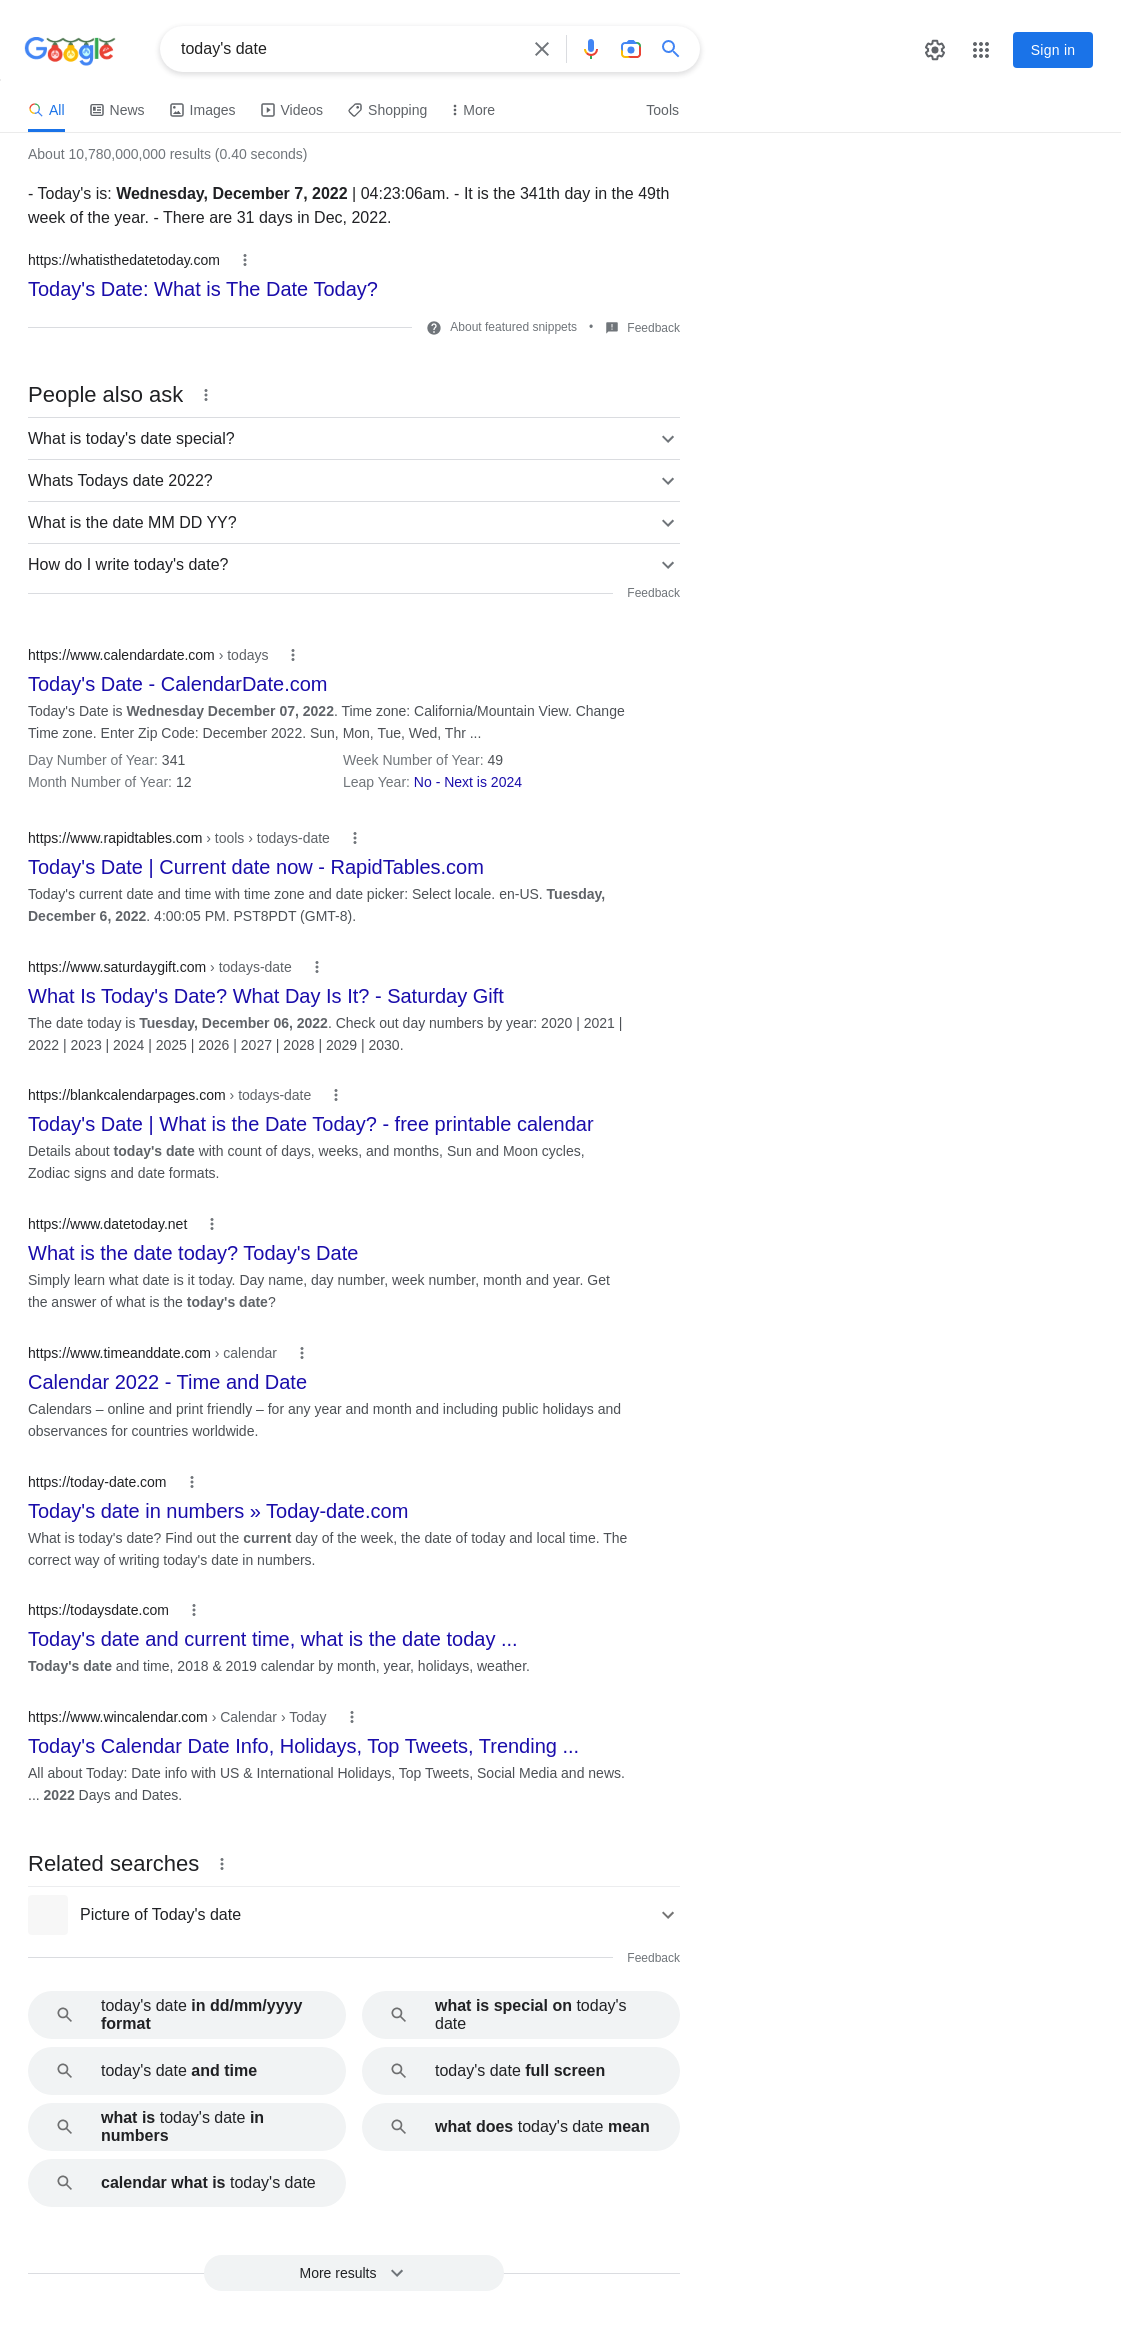 Google
today's date
Sign in
All News Images Videos Shopping More Tools
About 10,780,000,000 results (0.40 seconds)
- Today's is: Wednesday, December 7, 2022 | 04:23:06am. - It is the 341th day in the 49th
week of the year. - There are 31 days in Dec, 2022.
https://whatisthedatetoday.com
Today's Date: What is The Date Today?
About featured snippets • Feedback
People also ask
What is today's date special?
Whats Todays date 2022?
What is the date MM DD YY?
How do I write today's date?
Feedback
https://www.calendardate.com › todays
Today's Date - CalendarDate.com
Today's Date is Wednesday December 07, 2022. Time zone: California/Mountain View. Change
Time zone. Enter Zip Code: December 2022. Sun, Mon, Tue, Wed, Thr ...
Day Number of Year: 341 Week Number of Year: 49
Month Number of Year: 12 Leap Year: No - Next is 2024
https://www.rapidtables.com › tools › todays-date
Today's Date | Current date now - RapidTables.com
Today's current date and time with time zone and date picker: Select locale. en-US. Tuesday,
December 6, 2022. 4:00:05 PM. PST8PDT (GMT-8).
https://www.saturdaygift.com › todays-date
What Is Today's Date? What Day Is It? - Saturday Gift
The date today is Tuesday, December 06, 2022. Check out day numbers by year: 2020 | 2021 |
2022 | 2023 | 2024 | 2025 | 2026 | 2027 | 2028 | 2029 | 2030.
https://blankcalendarpages.com › todays-date
Today's Date | What is the Date Today? - free printable calendar
Details about today's date with count of days, weeks, and months, Sun and Moon cycles,
Zodiac signs and date formats.
https://www.datetoday.net
What is the date today? Today's Date
Simply learn what date is it today. Day name, day number, week number, month and year. Get
the answer of what is the today's date?
https://www.timeanddate.com › calendar
Calendar 2022 - Time and Date
Calendars – online and print friendly – for any year and month and including public holidays and
observances for countries worldwide.
https://today-date.com
Today's date in numbers » Today-date.com
What is today's date? Find out the current day of the week, the date of today and local time. The
correct way of writing today's date in numbers.
https://todaysdate.com
Today's date and current time, what is the date today ...
Today's date and time, 2018 & 2019 calendar by month, year, holidays, weather.
https://www.wincalendar.com › Calendar › Today
Today's Calendar Date Info, Holidays, Top Tweets, Trending ...
All about Today: Date info with US & International Holidays, Top Tweets, Social Media and news.
... 2022 Days and Dates.
Related searches
Picture of Today's date
Feedback
today's date in dd/mm/yyyy
format
what is special on today's
date
today's date and time
today's date full screen
what is today's date in
numbers
what does today's date mean
calendar what is today's date
More results